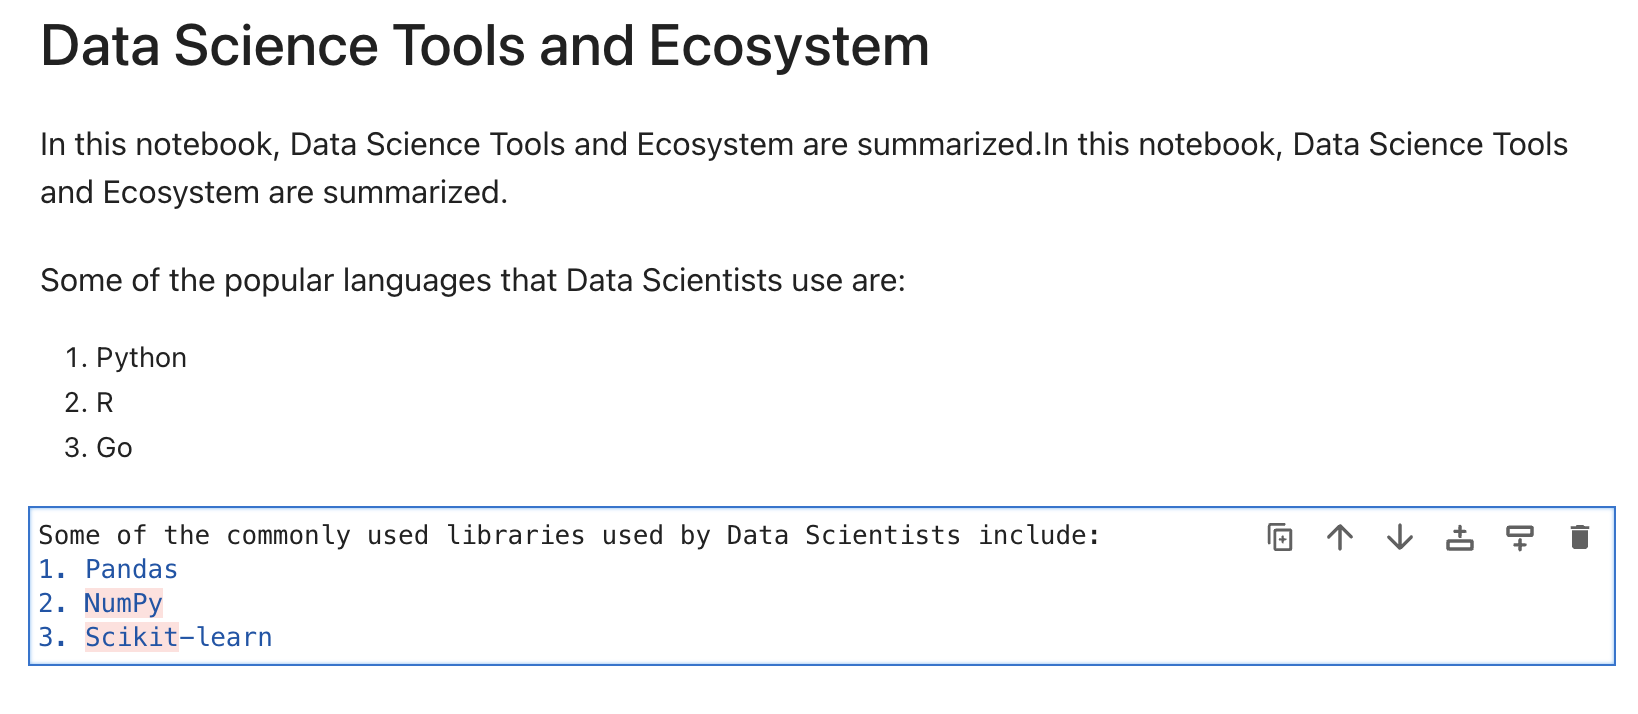 Data Science Tools and Ecosystem
In this notebook, Data Science Tools and Ecosystem are summarized.In this notebook, Data Science Tools
and Ecosystem are summarized.
Some of the popular languages that Data Scientists use are:
1. Python
2. R
3. Go
Some of the commonly used libraries used by Data Scientists include:
1. Pandas
2. NumPy
3. Scikit-learn